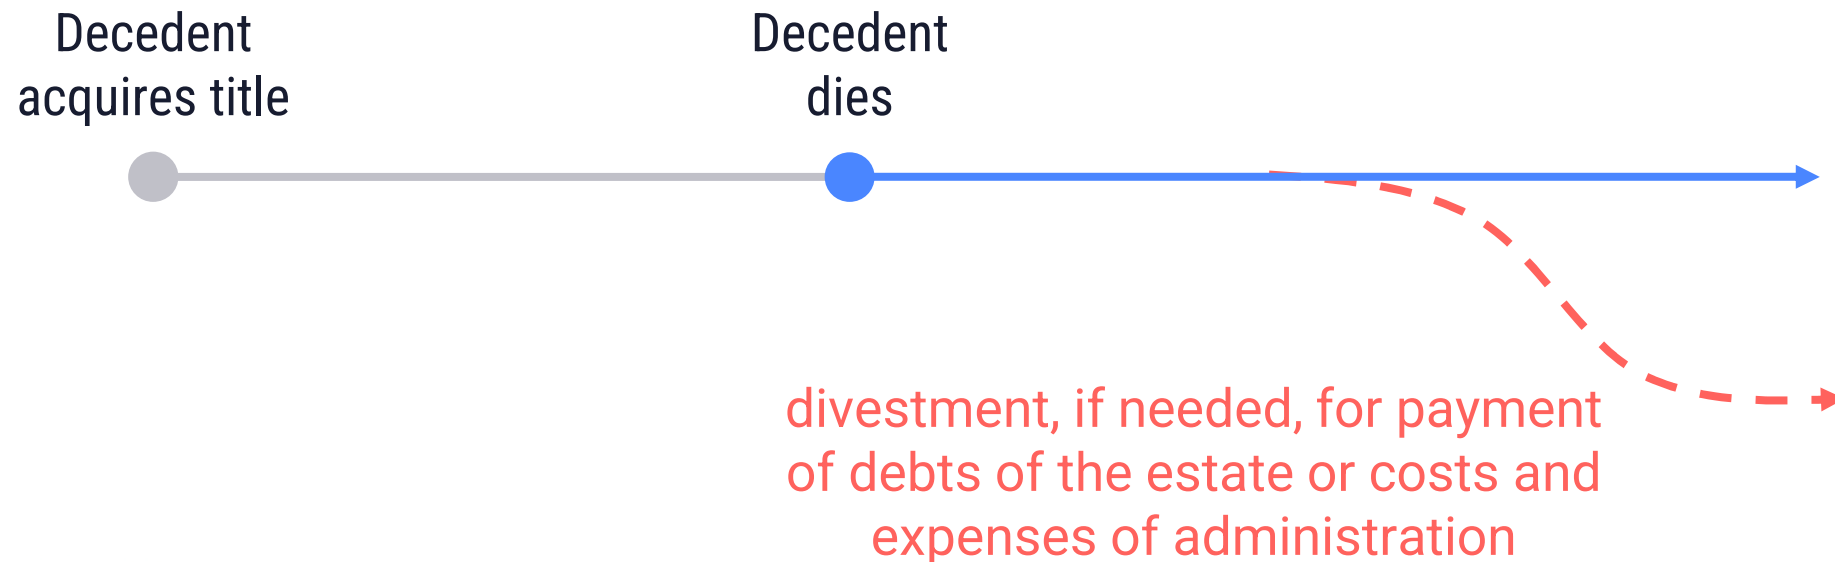 Decedent
acquires title
Decedent
dies
divestment, if needed, for payment
of debts of the estate or costs and
expenses of administration